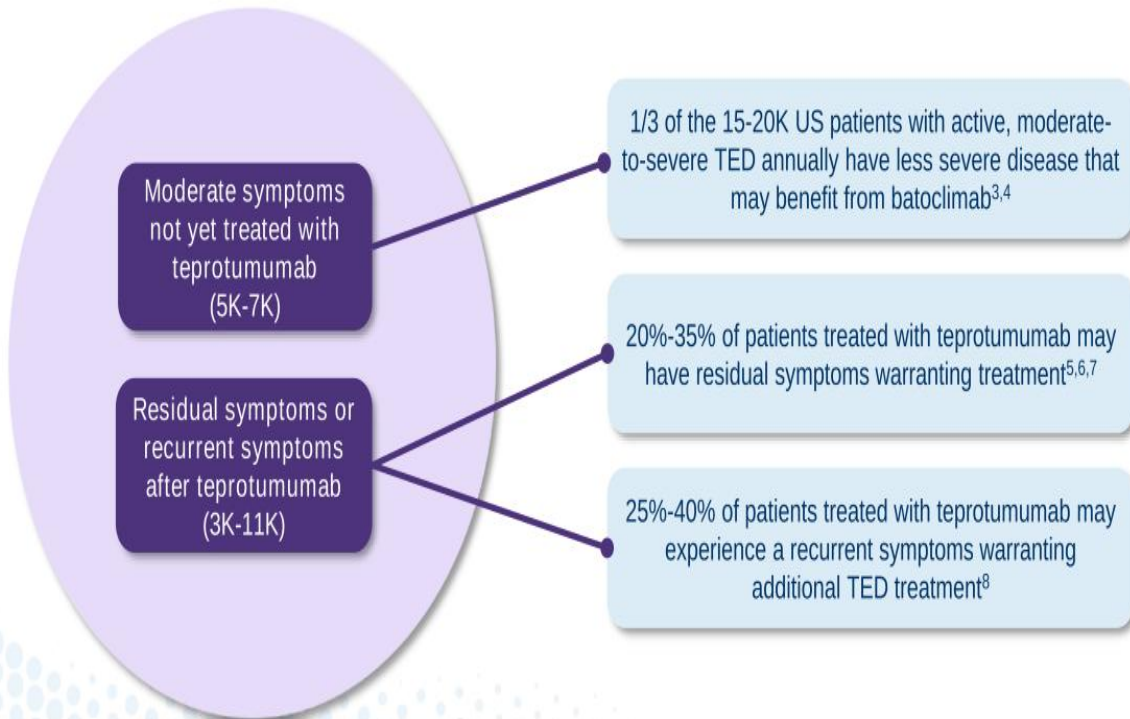 Moderate symptoms
not yet treated with
teprotumumab
(5K-7K)
Residual symptoms or
recurrent symptoms
after teprotumumab
(3K-11K)
1/3 of the 15-20K US patients with active, moderate-
to-severe TED annually have less severe disease that
may benefit from batoclimab3,4
20%-35% of patients treated with teprotumumab may
have residual symptoms warranting treatment5,6,7
25%-40% of patients treated with teprotumumab may
experience a recurrent symptoms warranting
additional TED treatment8